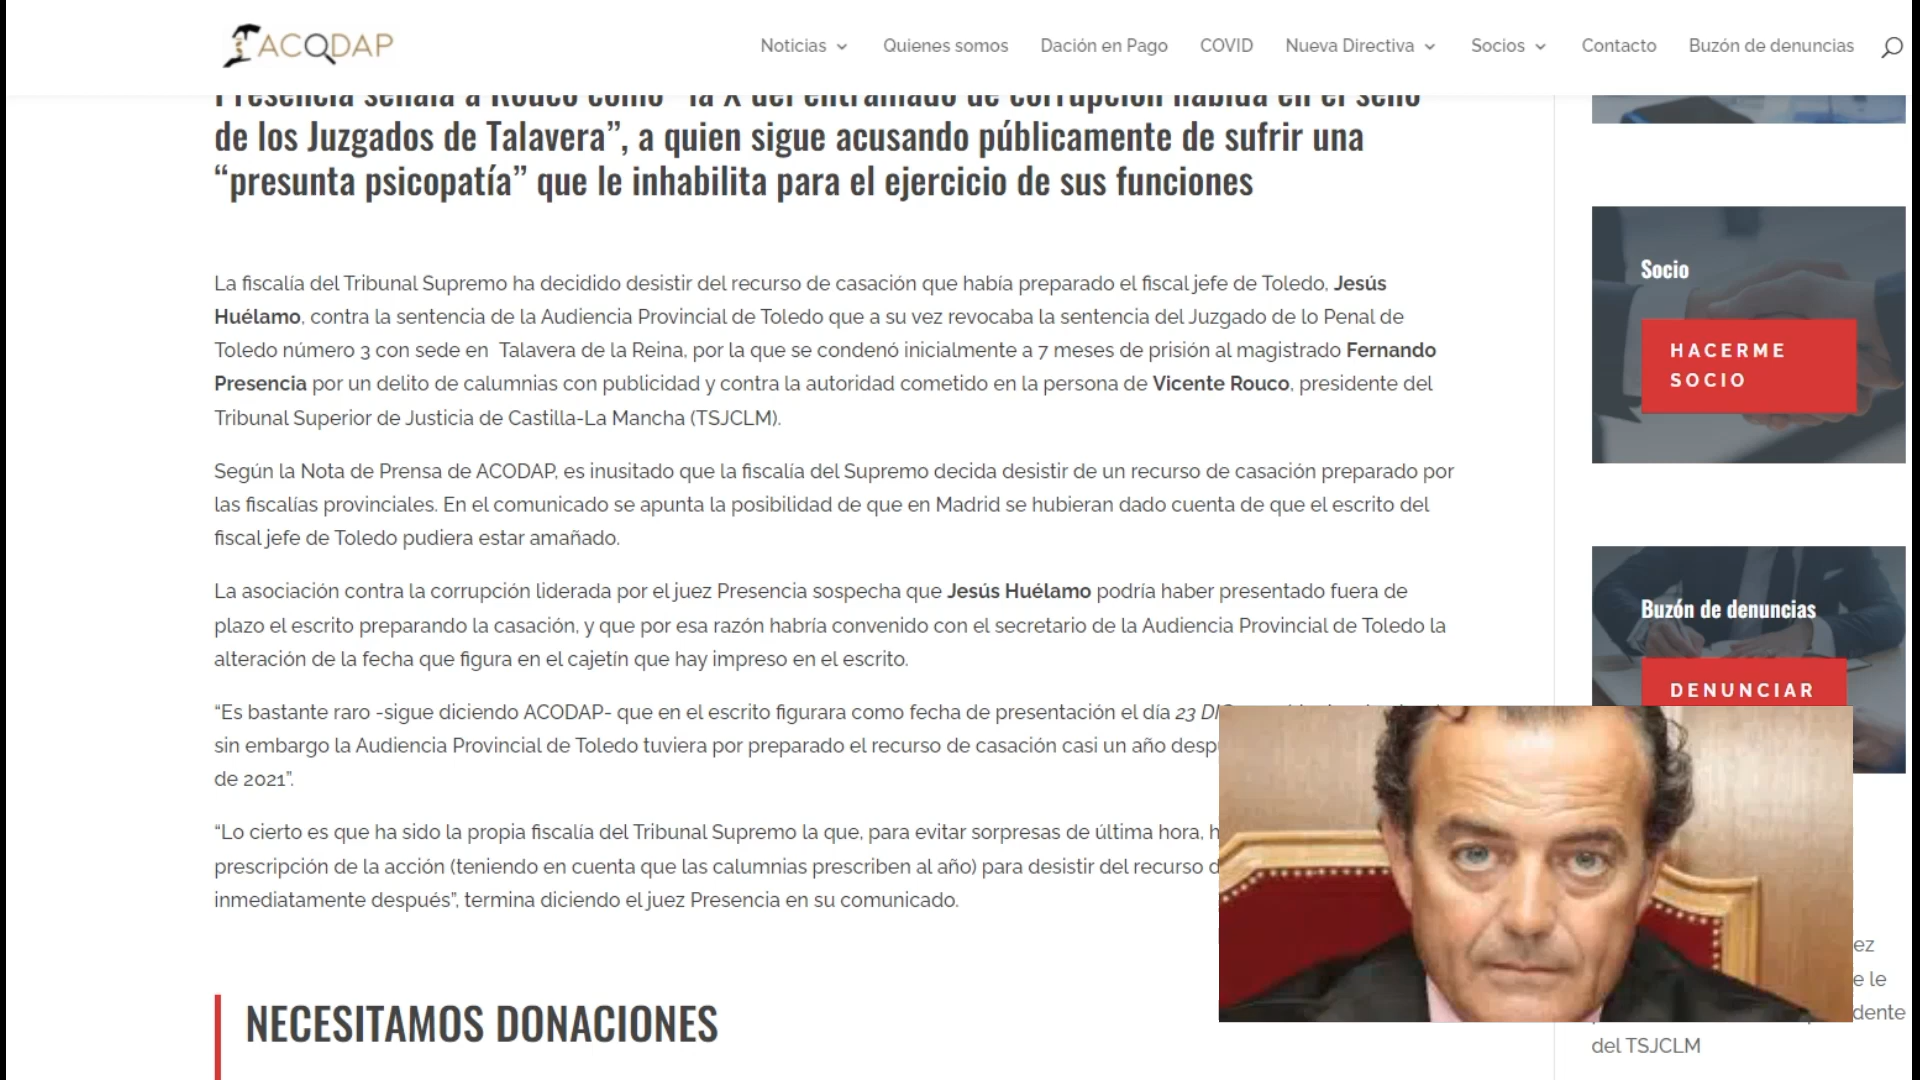 ACODAP
Noticias
Quienes somos
Dación en Pago
COVID
Nueva Directiva
Socios
Contacto
Buzón de denuncias
Presencia señala a Rouco como “la X del entramado de corrupción habida en el seno
de los Juzgados de Talavera”, a quien sigue acusando públicamente de sufrir una
“presunta psicopatía” que le inhabilita para el ejercicio de sus funciones
La fiscalía del Tribunal Supremo ha decidido desistir del recurso de casación que había preparado el fiscal jefe de Toledo, Jesús
Huélamo, contra la sentencia de la Audiencia Provincial de Toledo que a su vez revocaba la sentencia del Juzgado de lo Penal de
Toledo número 3 con sede en Talavera de la Reina, por la que se condenó inicialmente a 7 meses de prisión al magistrado Fernando
Presencia por un delito de calumnias con publicidad y contra la autoridad cometido en la persona de Vicente Rouco, presidente del
Tribunal Superior de Justicia de Castilla-La Mancha (TSJCLM).
Según la Nota de Prensa de ACODAP, es inusitado que la fiscalía del Supremo decida desistir de un recurso de casación preparado por
las fiscalías provinciales. En el comunicado se apunta la posibilidad de que en Madrid se hubieran dado cuenta de que el escrito del
fiscal jefe de Toledo pudiera estar amañado.
La asociación contra la corrupción liderada por el juez Presencia sospecha que Jesús Huélamo podría haber presentado fuera de
plazo el escrito preparando la casación, y que por esa razón habría convenido con el secretario de la Audiencia Provincial de Toledo la
alteración de la fecha que figura en el cajetín que hay impreso en el escrito.
“Es bastante raro -sigue diciendo ACODAP- que en el escrito figurara como fecha de presentación el día 23
sin embargo la Audiencia Provincial de Toledo tuviera por preparado el recurso de casación casi un año
de 2021”.
“Lo cierto es que ha sido la propia fiscalía del Tribunal Supremo la que, para evitar sorpresas de última hora,
prescripción de la acción (teniendo en cuenta que las calumnias prescriben al año) para desistir del recurso
inmediatamente después”, termina diciendo el juez Presencia en su comunicado.
NECESITAMOS DONACIONES
Socio
HACERME
SOCIO
Buzón de denuncias
DENUNCIAR
ez
e le
dente
del TSJCLM